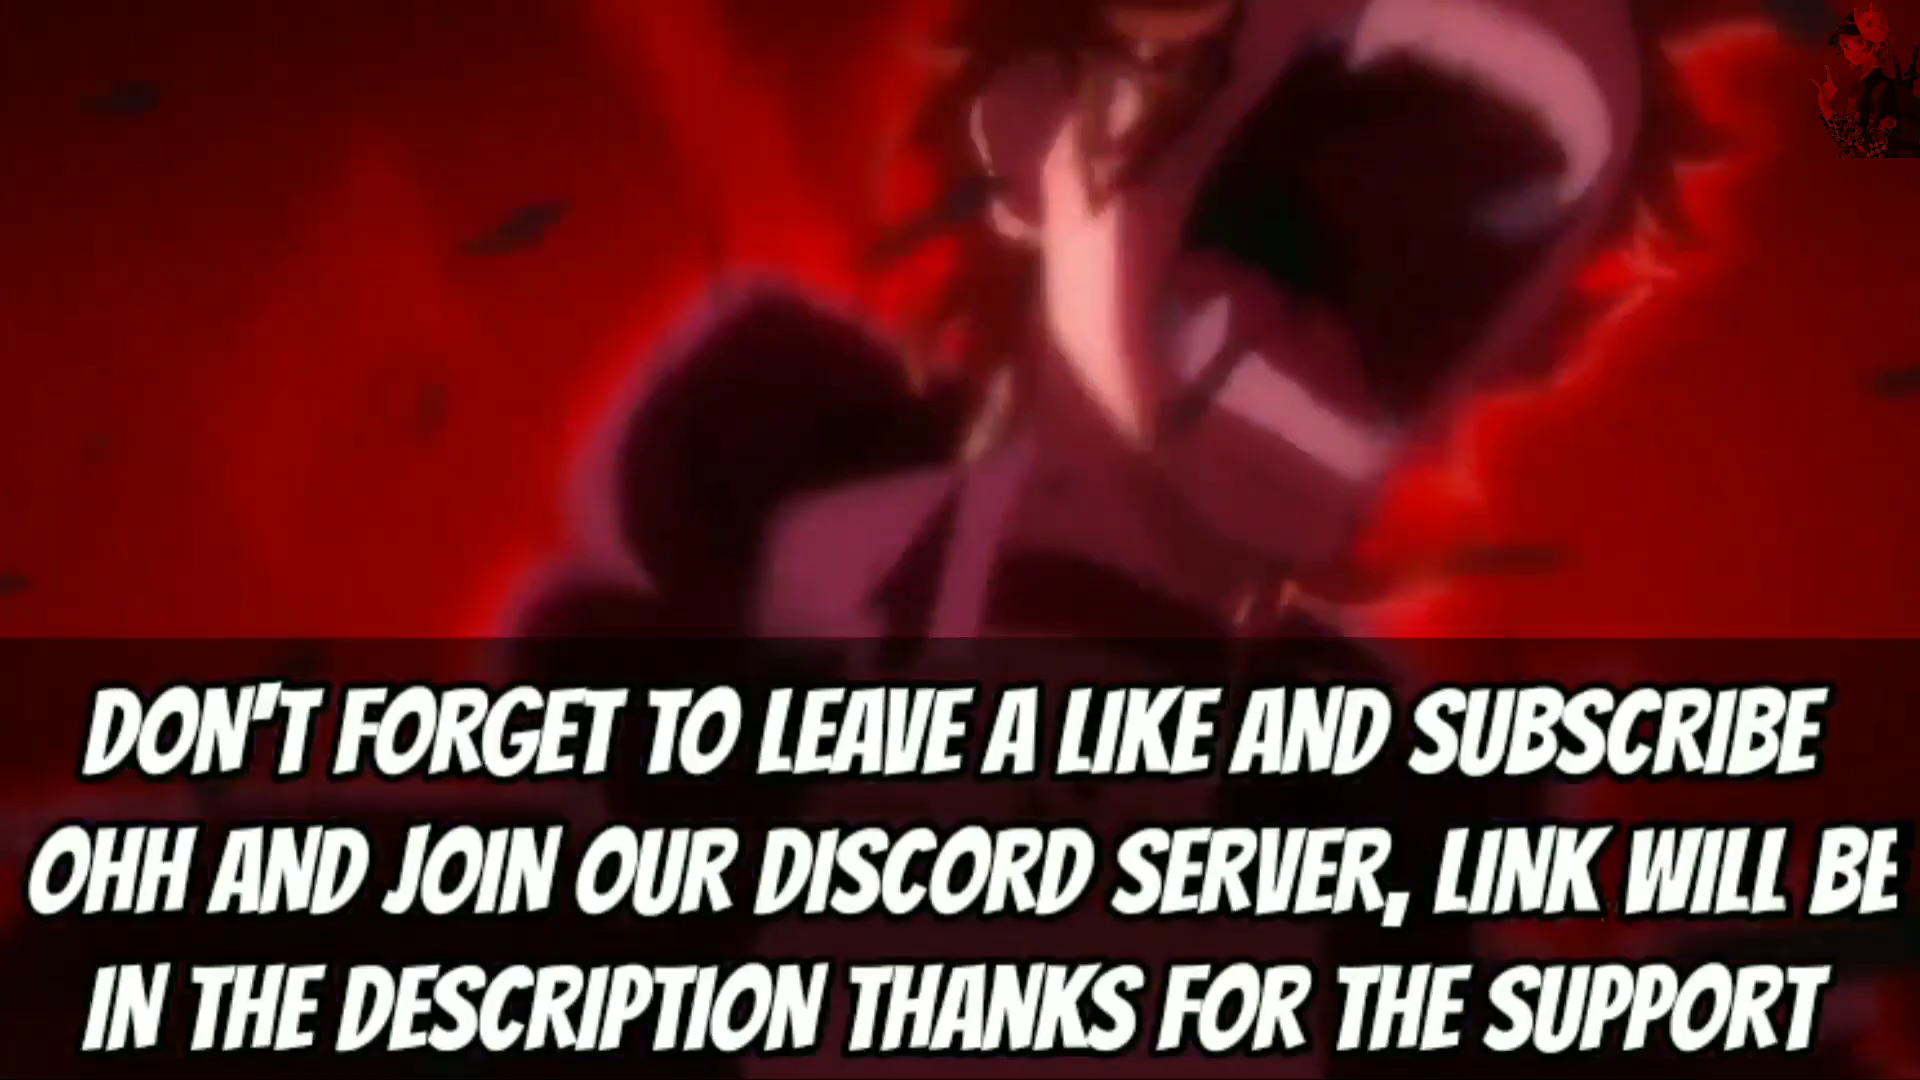 DON'T FORGET TO LEAVE A LIKE AND SUBSCRIBE
OHH AND JOIN OUR DISCORD SERVER, LINK WILL BE
IN THE DESCRIPTION THANKS FOR THE SUPPORT